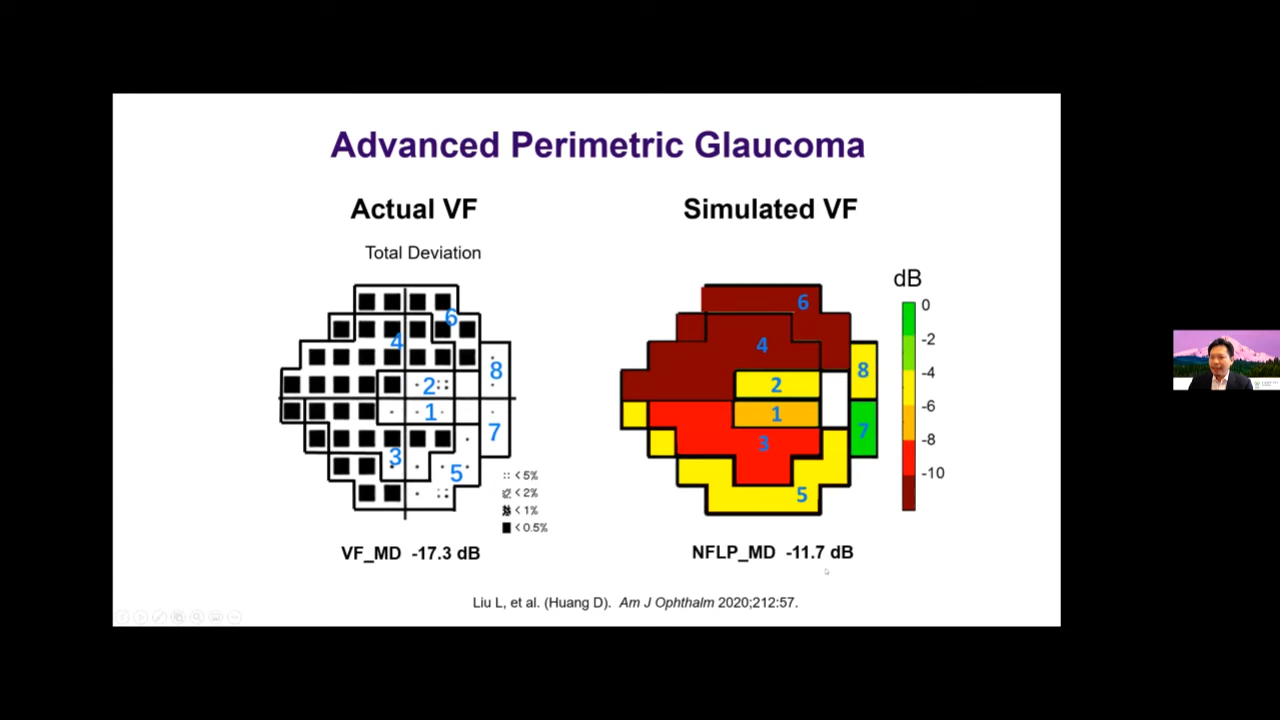 Advanced Perimetric Glaucoma
Actual VF
Simulated VF
Total Deviation
dB
6
4
8
2
1
7
3
5
:: < 5%
< 2%
< 1%
< 0.5%
6
4
8
2
1
7
3
5
0
-2
-4
-6
-8
-10
VF_MD -17.3 dB
NFLP_MD -11.7 dB
Liu L, et al. (Huang D). Am J Ophthalm 2020;212:57.